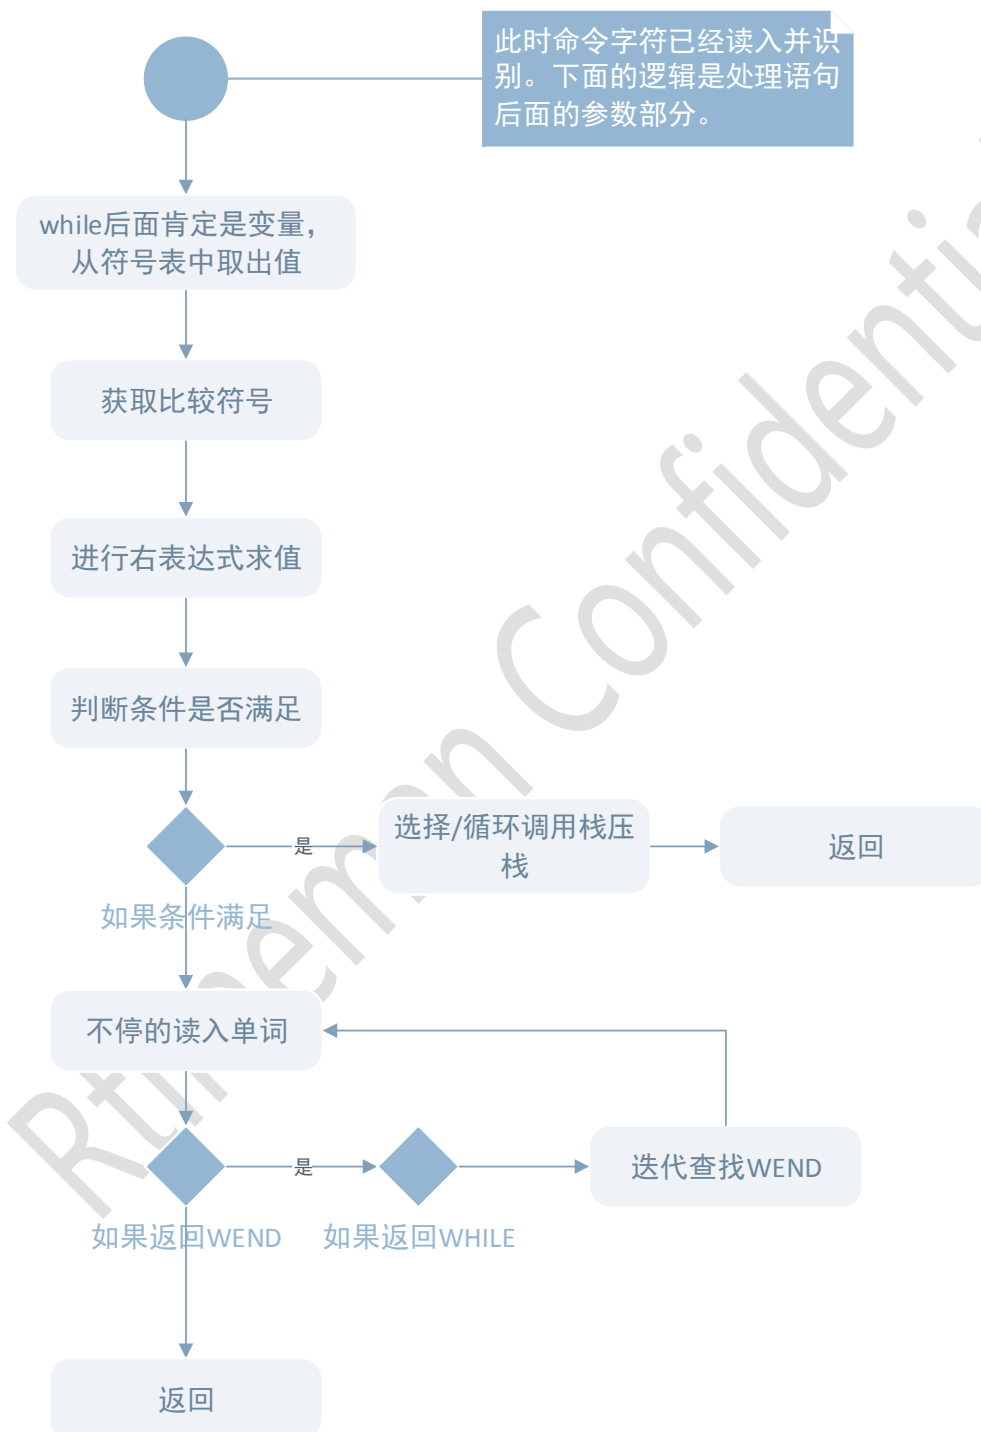 此时命令字符已经读入并识
别。下面的逻辑是处理语句
后面的参数部分。
while后面肯定是变量，
从符号表中取出值
获取比较符号
进行右表达式求值
判断条件是否满足
是
选择/循环调用栈压
栈
返回
如果条件满足
不停的读入单词
是
迭代查找WEND
如果返回WEND
如果返回WHILE
返回